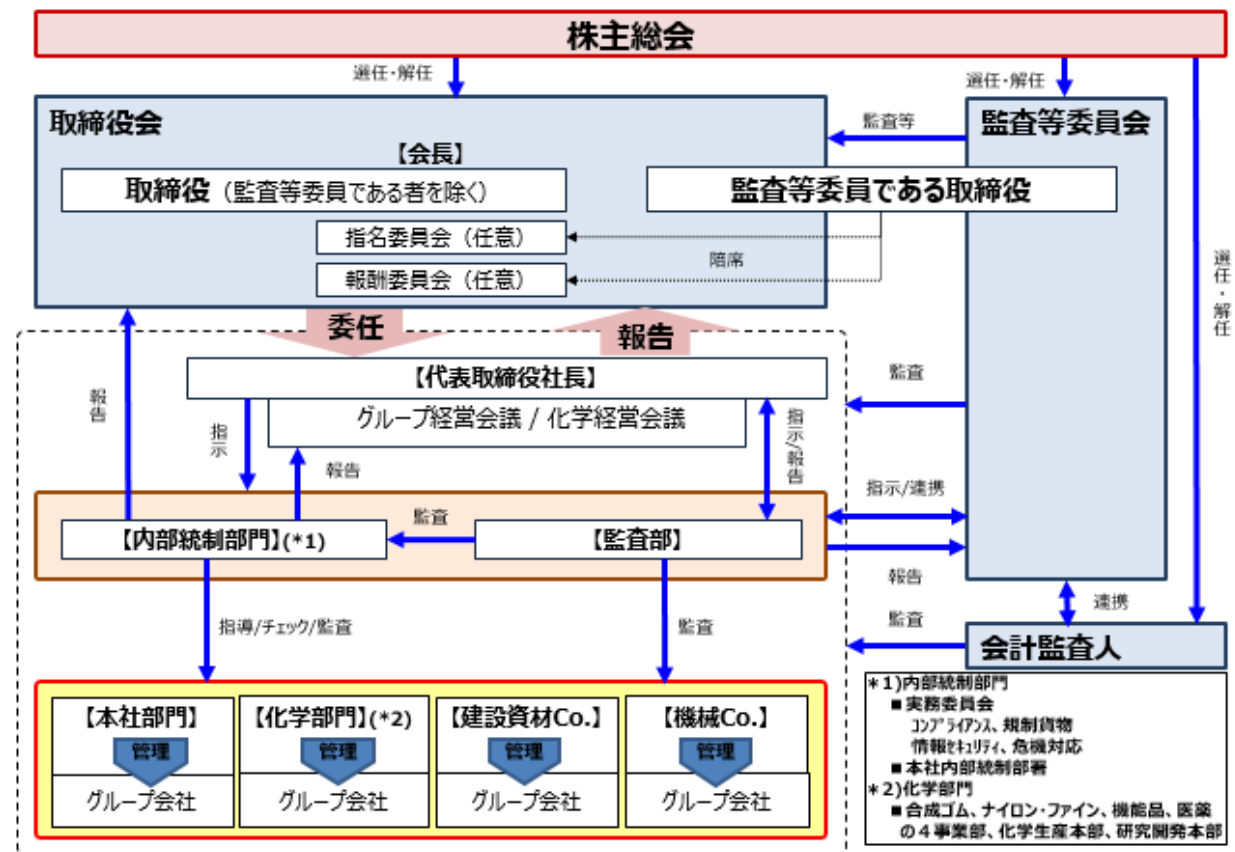 株主総会
選任・解任
選任・解任
取締役会
監査等
監査等委員会
【会長】
取締役（監査等委員である者を除く）
監査等委員である取締役
指名委員会（任意）
陪席
報酬委員会（任意）
選任・解任
委任
報告
【代表取締役社長】
グループ経営会議 / 化学経営会議
監査
報告
指示
報告
指示/報告
指示/連携
【内部統制部門】(*1)
監査
【監査部】
報告
指導/チェック/監査
監査
連携
監査
会計監査人
【本社部門】
管理
グループ会社
【化学部門】(*2)
管理
グループ会社
【建設資材Co.】
管理
グループ会社
【機械Co.】
管理
グループ会社
*1)内部統制部門
■実務委員会
コンプライアンス、規制貨物
情報セキュリティ、危機対応
■本社内部統制部署
*2)化学部門
■合成ゴム、ナイロン・ファイン、機能品、医薬
の４事業部、化学生産本部、研究開発本部